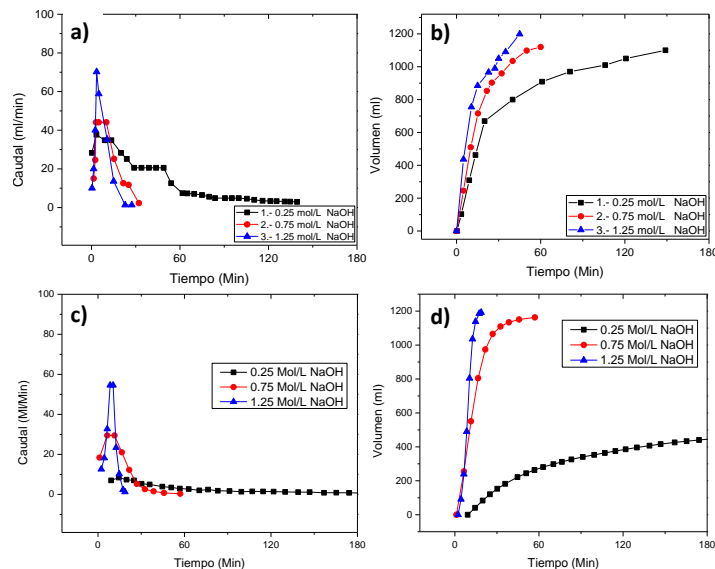 a)
100
80
60
40
20
0
Caudal (ml/min)
0 60 120 180
Tiempo (Min)
1.- 0.25 mol/L NaOH
2.- 0.75 mol/L NaOH
3.- 1.25 mol/L NaOH
b)
1200
1000
800
600
400
200
0
Volumen (ml)
0 60 120 180
Tiempo (Min)
1.- 0.25 mol/L NaOH
2.- 0.75 mol/L NaOH
3.- 1.25 mol/L NaOH
c)
100
80
60
40
20
0
Caudal (Ml/Min)
0 60 120 180
Tiempo (Min)
0.25 Mol/L NaOH
0.75 Mol/L NaOH
1.25 Mol/L NaOH
d)
1200
1000
800
600
400
200
0
Volumen (ml)
0 60 120 180
Tiempo (Min)
0.25 Mol/L NaOH
0.75 Mol/L NaOH
1.25 Mol/L NaOH